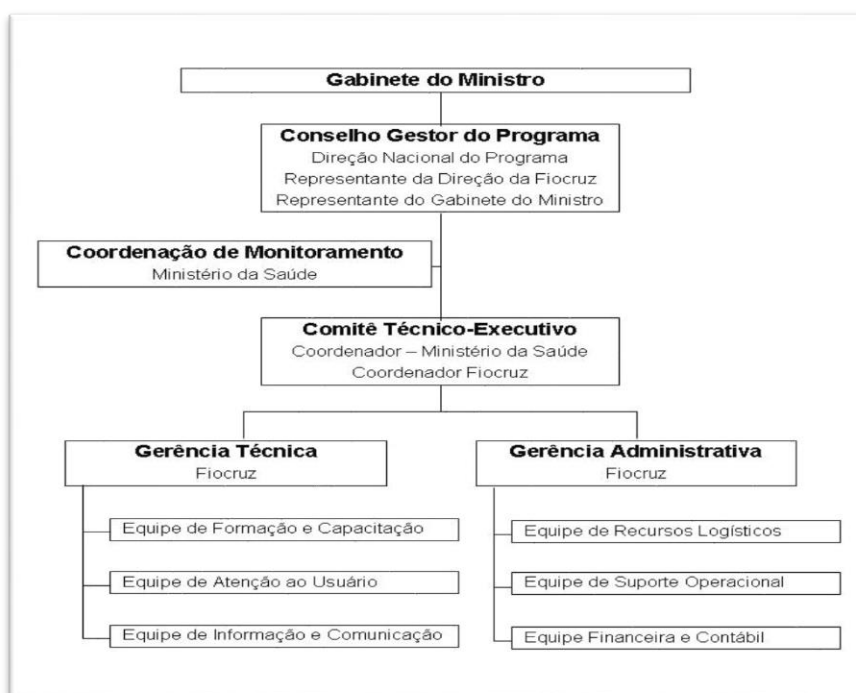 Gabinete do Ministro
Conselho Gestor do Programa
Direção Nacional do Programa
Representante da Direção da Fiocruz
Representante do Gabinete do Ministro
Coordenação de Monitoramento
Ministério da Saúde
Comitê Técnico-Executivo
Coordenador – Ministério da Saúde
Coordenador Fiocruz
Gerência Técnica
Fiocruz
Equipe de Formação e Capacitação
Equipe de Atenção ao Usuário
Equipe de Informação e Comunicação
Gerência Administrativa
Fiocruz
Equipe de Recursos Logísticos
Equipe de Suporte Operacional
Equipe Financeira e Contábil